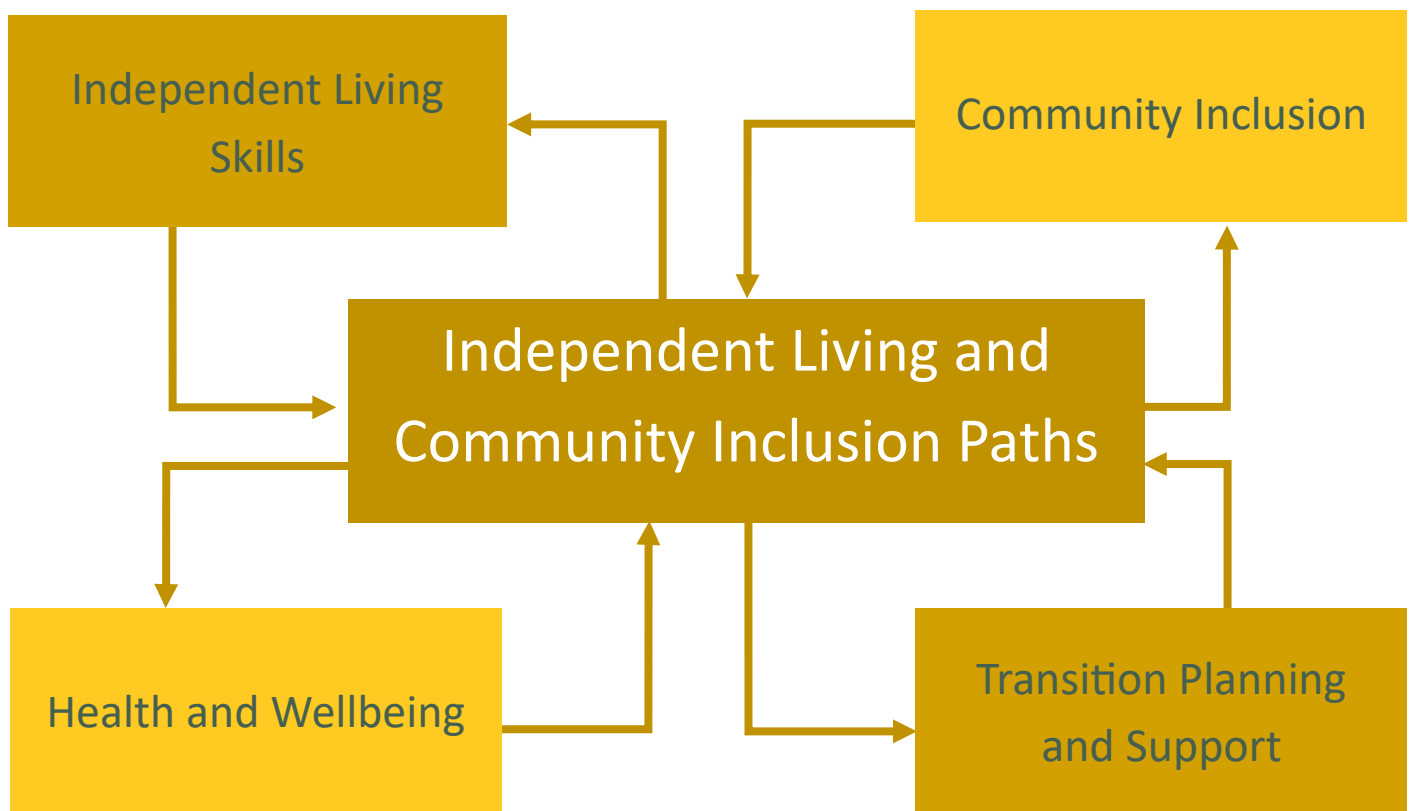 Independent Living
Skills
Community Inclusion
Independent Living and
Community Inclusion Paths
Health and Wellbeing
Transition Planning
and Support